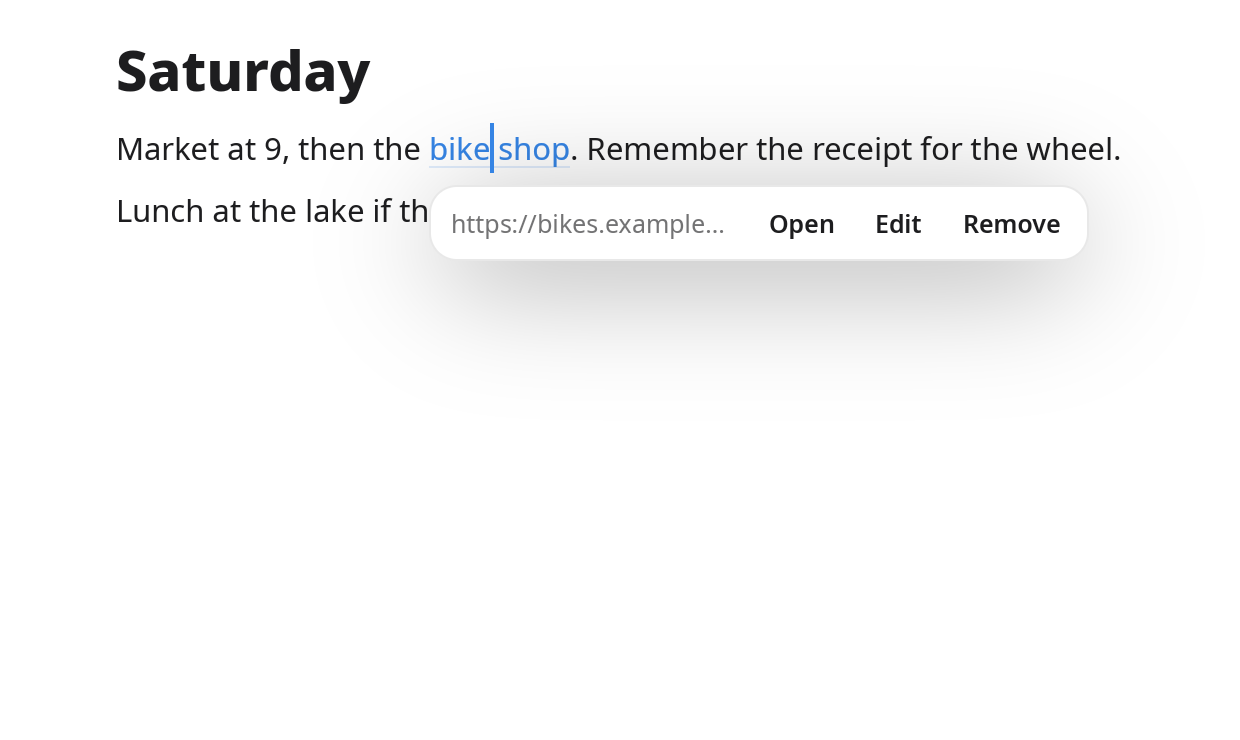 Saturday
Market at 9, then the bike shop. Remember the receipt for the wheel.
Lunch at the lake if th
https://bikes.example... Open Edit Remove